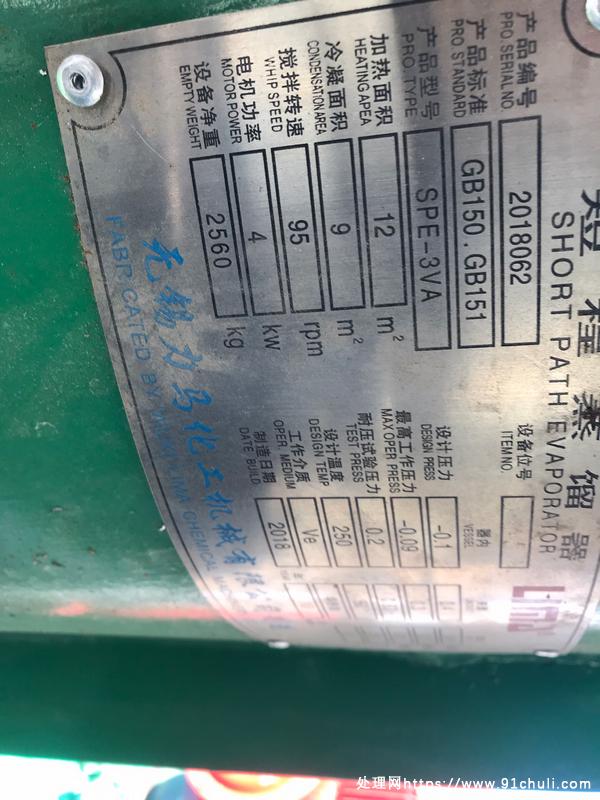 短程蒸馏器
SHORT PATH EVAPORATOR
产品编号 2018062
PRO SERIAL NO.
产品标准 GB150.GB151
PRO STANDARD
产品型号 SPE-3VA
PRO.TYPE
加热面积 12 m²
HEATING APEA
冷凝面积 9 m²
CONDENSATION AREA
搅拌转速 95 rpm
WHIP SPEED
电机功率 4 kw
MOTOR POWER
设备净重 2560 kg
EMPTY WEIGHT
设备位号
ITEM NO.
器内
VESSEL
设计压力 -0.1
DESIGN PRESS
最高工作压力 -0.09
MAX OPER PRESS
耐压试验压力 0.2
TEST PRESS
设计温度 250
DESIGN TEMP
工作介质 Ve
OPER. MEDIUM
制造日期 2018
DATE BUILD
无锡力马化工机械有限公
FABRICATED BY WUXI LIMA CHEMICAL
处理网https://www.91chuli.com